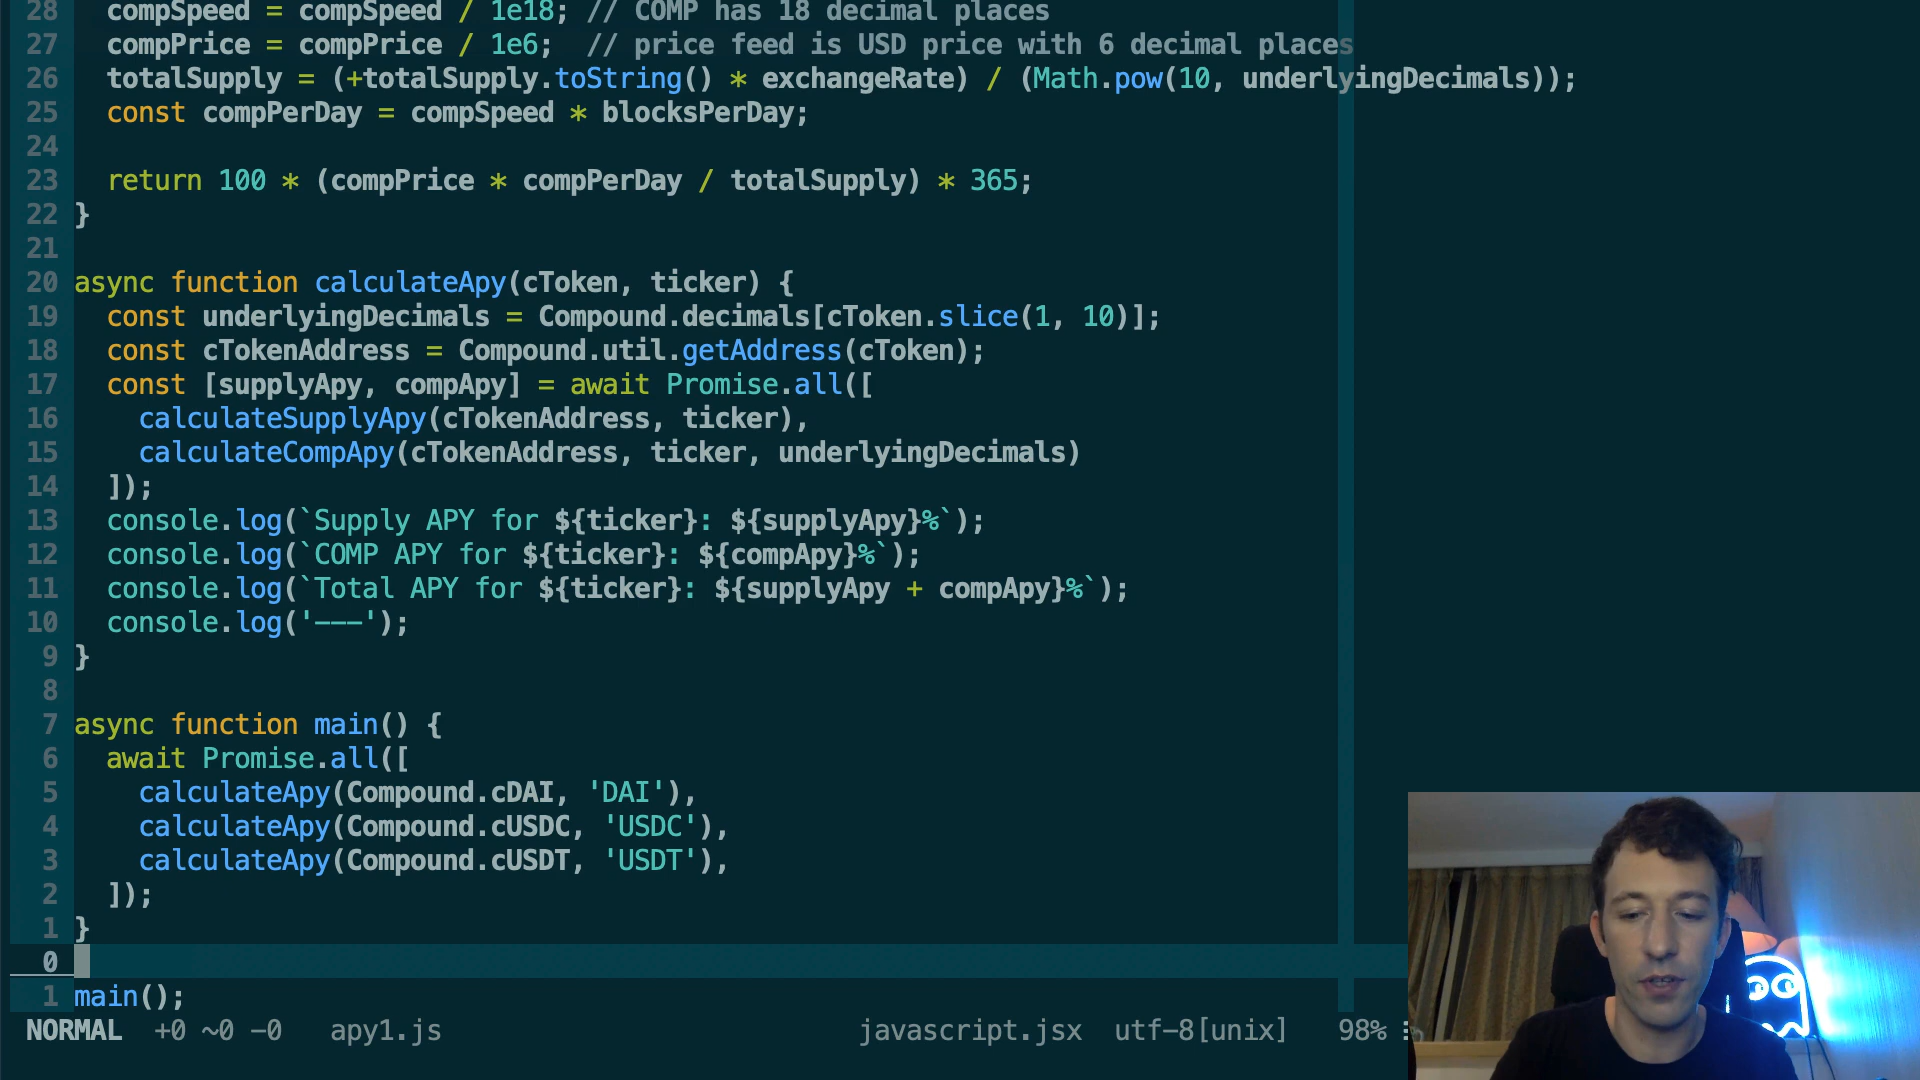 28   compSpeed = compSpeed / 1e18; // COMP has 18 decimal places
27   compPrice = compPrice / 1e6;  // price feed is USD price with 6 decimal places
26   totalSupply = (+totalSupply.toString() * exchangeRate) / (Math.pow(10, underlyingDecimals));
25   const compPerDay = compSpeed * blocksPerDay;
24
23   return 100 * (compPrice * compPerDay / totalSupply) * 365;
22 }
21
20 async function calculateApy(cToken, ticker) {
19   const underlyingDecimals = Compound.decimals[cToken.slice(1, 10)];
18   const cTokenAddress = Compound.util.getAddress(cToken);
17   const [supplyApy, compApy] = await Promise.all([
16     calculateSupplyApy(cTokenAddress, ticker),
15     calculateCompApy(cTokenAddress, ticker, underlyingDecimals)
14   ]);
13   console.log(`Supply APY for ${ticker}: ${supplyApy}%`);
12   console.log(`COMP APY for ${ticker}: ${compApy}%`);
11   console.log(`Total APY for ${ticker}: ${supplyApy + compApy}%`);
10   console.log('---');
9 }
8
7 async function main() {
6   await Promise.all([
5     calculateApy(Compound.cDAI, 'DAI'),
4     calculateApy(Compound.cUSDC, 'USDC'),
3     calculateApy(Compound.cUSDT, 'USDT'),
2   ]);
1 }
0
1 main();
NORMAL +0 ~0 -0 apy1.js javascript.jsx utf-8[unix] 98%